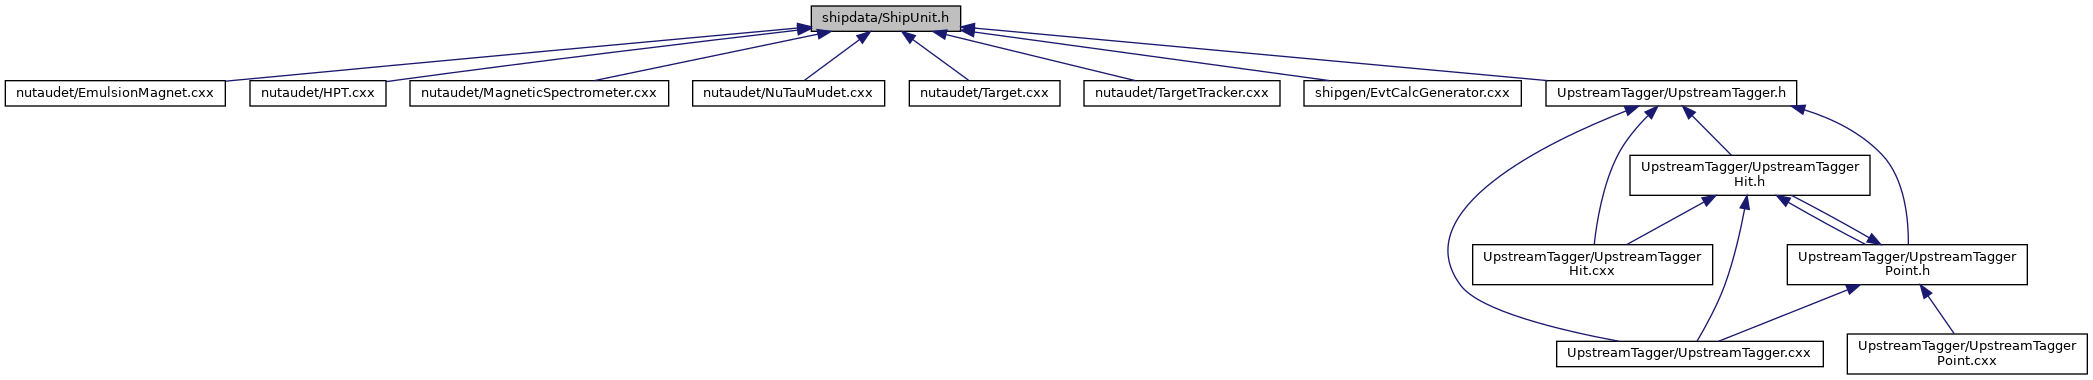 shipdata/ShipUnit.h
nutaudet/EmulsionMagnet.cxx
nutaudet/HPT.cxx
nutaudet/MagneticSpectrometer.cxx
nutaudet/NuTauMudet.cxx
nutaudet/Target.cxx
nutaudet/TargetTracker.cxx
shipgen/EvtCalcGenerator.cxx
UpstreamTagger/UpstreamTagger.h
UpstreamTagger/UpstreamTagger
Hit.h
UpstreamTagger/UpstreamTagger
Hit.cxx
UpstreamTagger/UpstreamTagger
Point.h
UpstreamTagger/UpstreamTagger.cxx
UpstreamTagger/UpstreamTagger
Point.cxx